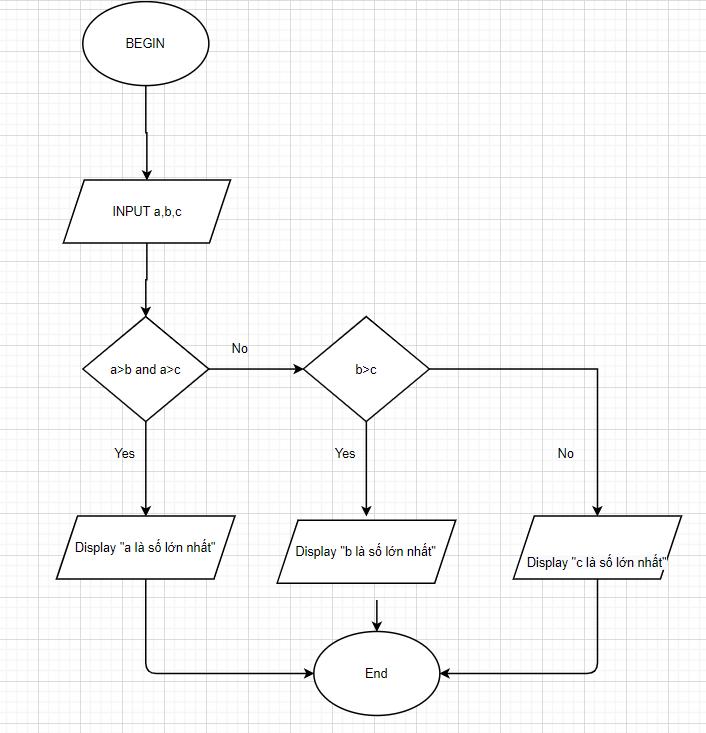 BEGIN
INPUT a,b,c
a>b and a>c
No
b>c
Yes
Yes
No
Display "a là số lớn nhất"
Display "b là số lớn nhất"
Display "c là số lớn nhất"
End